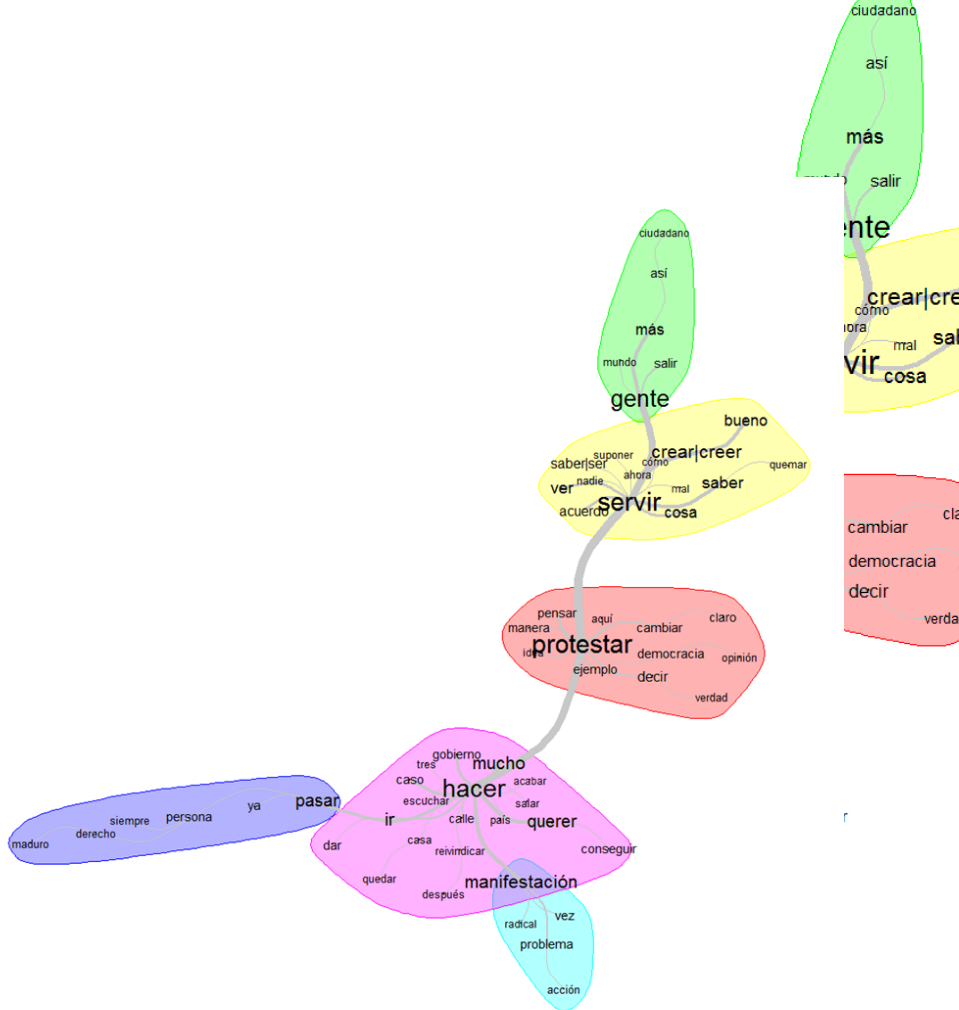 ciudadano
así
más
salir
ente
crear|cre
cómo
ora
mal
vir
cosa
cambiar
democracia
decir
verda
r
ciudadano
así
más
mundo
salir
gente
bueno
crear|creer
suponer
cómo
saber|ser
quemar
ahora
nadie
saber
ver
mal
servir
cosa
acuerdo
pensar
aquí
claro
manera
cambiar
protestar
idea
democracia
opinión
ejemplo
decir
verdad
gobierno
tres
mucho
caso
acabar
hacer
escuchar
ir
calle
país
querer
casa
dar
reivindicar
conseguir
quedar
manifestación
después
pasar
ya
persona
siempre
derecho
maduro
vez
radical
problema
acción